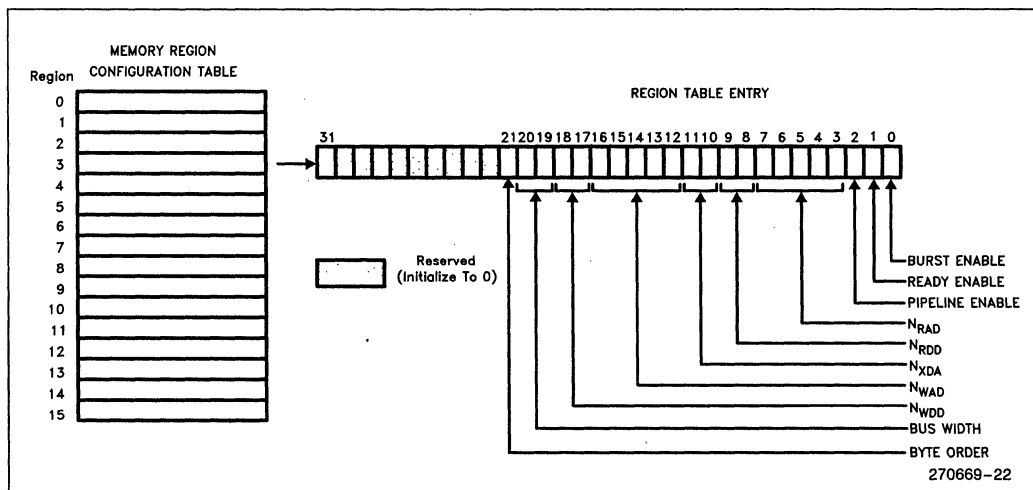 MEMORY REGION
CONFIGURATION TABLE
Region
0
1
2
3
4
5
6
7
8
9
10
11
12
13
14
15
REGION TABLE ENTRY
31 21 20 19 18 17 16 15 14 13 12 11 10 9 8 7 6 5 4 3 2 1 0
Reserved
(Initialize To 0)
BURST ENABLE
READY ENABLE
PIPELINE ENABLE
NRAD
NRDD
NXDA
NWAD
NWDD
BUS WIDTH
BYTE ORDER
270669-22